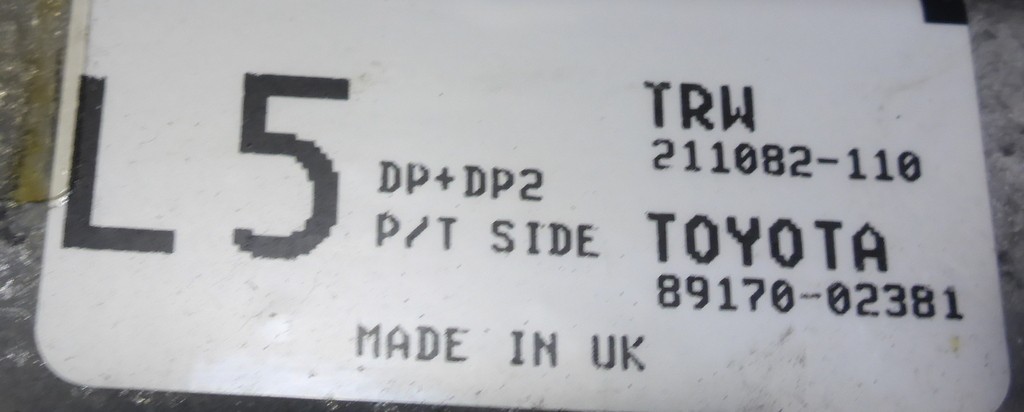 L5
DP+DP2
P/T SIDE
TRW
211082-110
TOYOTA
89170-02381
MADE IN UK